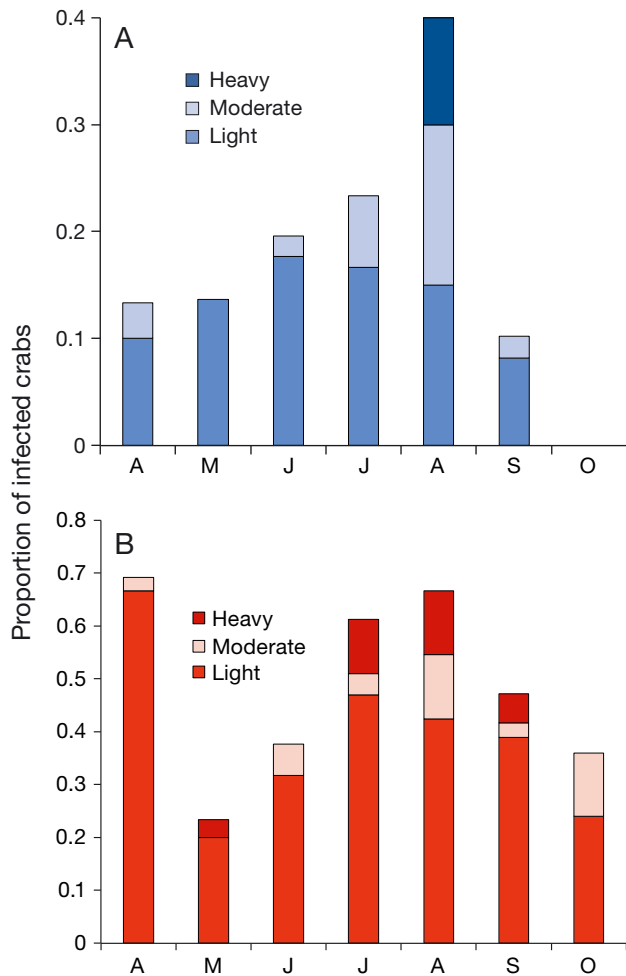 Proportion of infected crabs
A
Heavy
Moderate
Light
0.4
0.3
0.2
0.1
0
A M J J A S O
B
Heavy
Moderate
Light
0.8
0.7
0.6
0.5
0.4
0.3
0.2
0.1
0
A M J J A S O